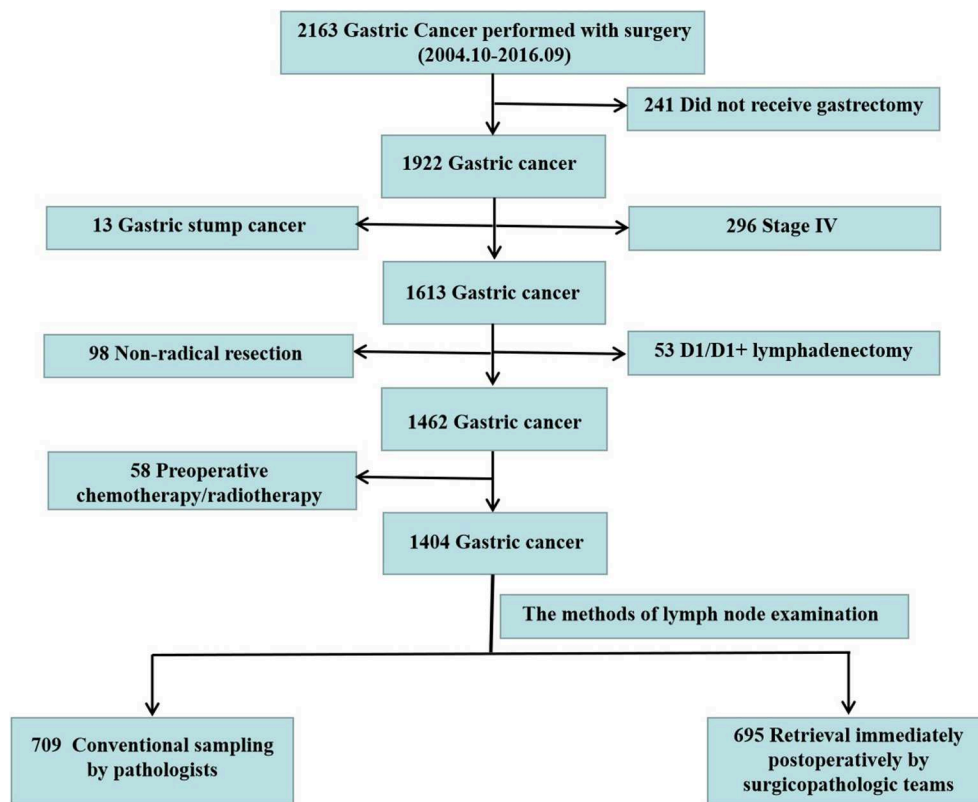 2163 Gastric Cancer performed with surgery
(2004.10-2016.09)
241 Did not receive gastrectomy
1922 Gastric cancer
13 Gastric stump cancer
296 Stage IV
1613 Gastric cancer
98 Non-radical resection
53 D1/D1+ lymphadenectomy
1462 Gastric cancer
58 Preoperative
chemotherapy/radiotherapy
1404 Gastric cancer
The methods of lymph node examination
709 Conventional sampling
by pathologists
695 Retrieval immediately
postoperatively by
surgicopathologic teams